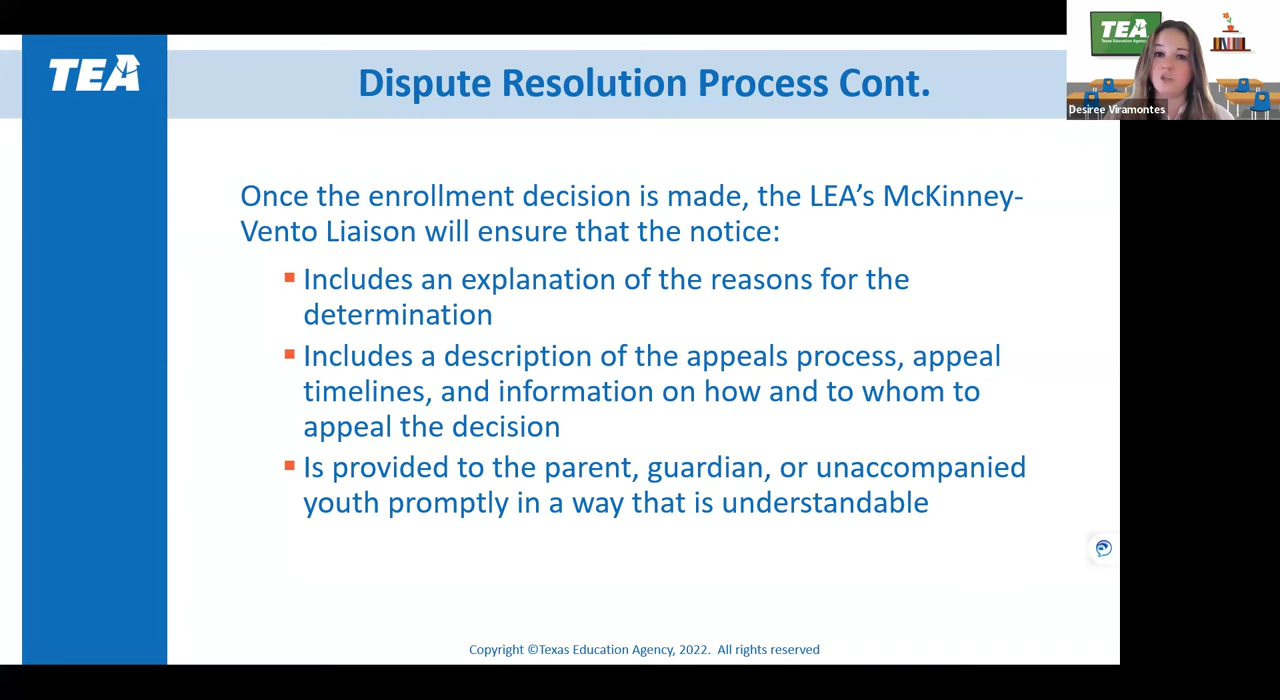 TEA
Dispute Resolution Process Cont.
TEA
Texas Education Agency
Desiree Viramontes
Once the enrollment decision is made, the LEA’s McKinney-
Vento Liaison will ensure that the notice:
▪ Includes an explanation of the reasons for the
determination
▪ Includes a description of the appeals process, appeal
timelines, and information on how and to whom to
appeal the decision
▪ Is provided to the parent, guardian, or unaccompanied
youth promptly in a way that is understandable
Copyright ©Texas Education Agency, 2022. All rights reserved